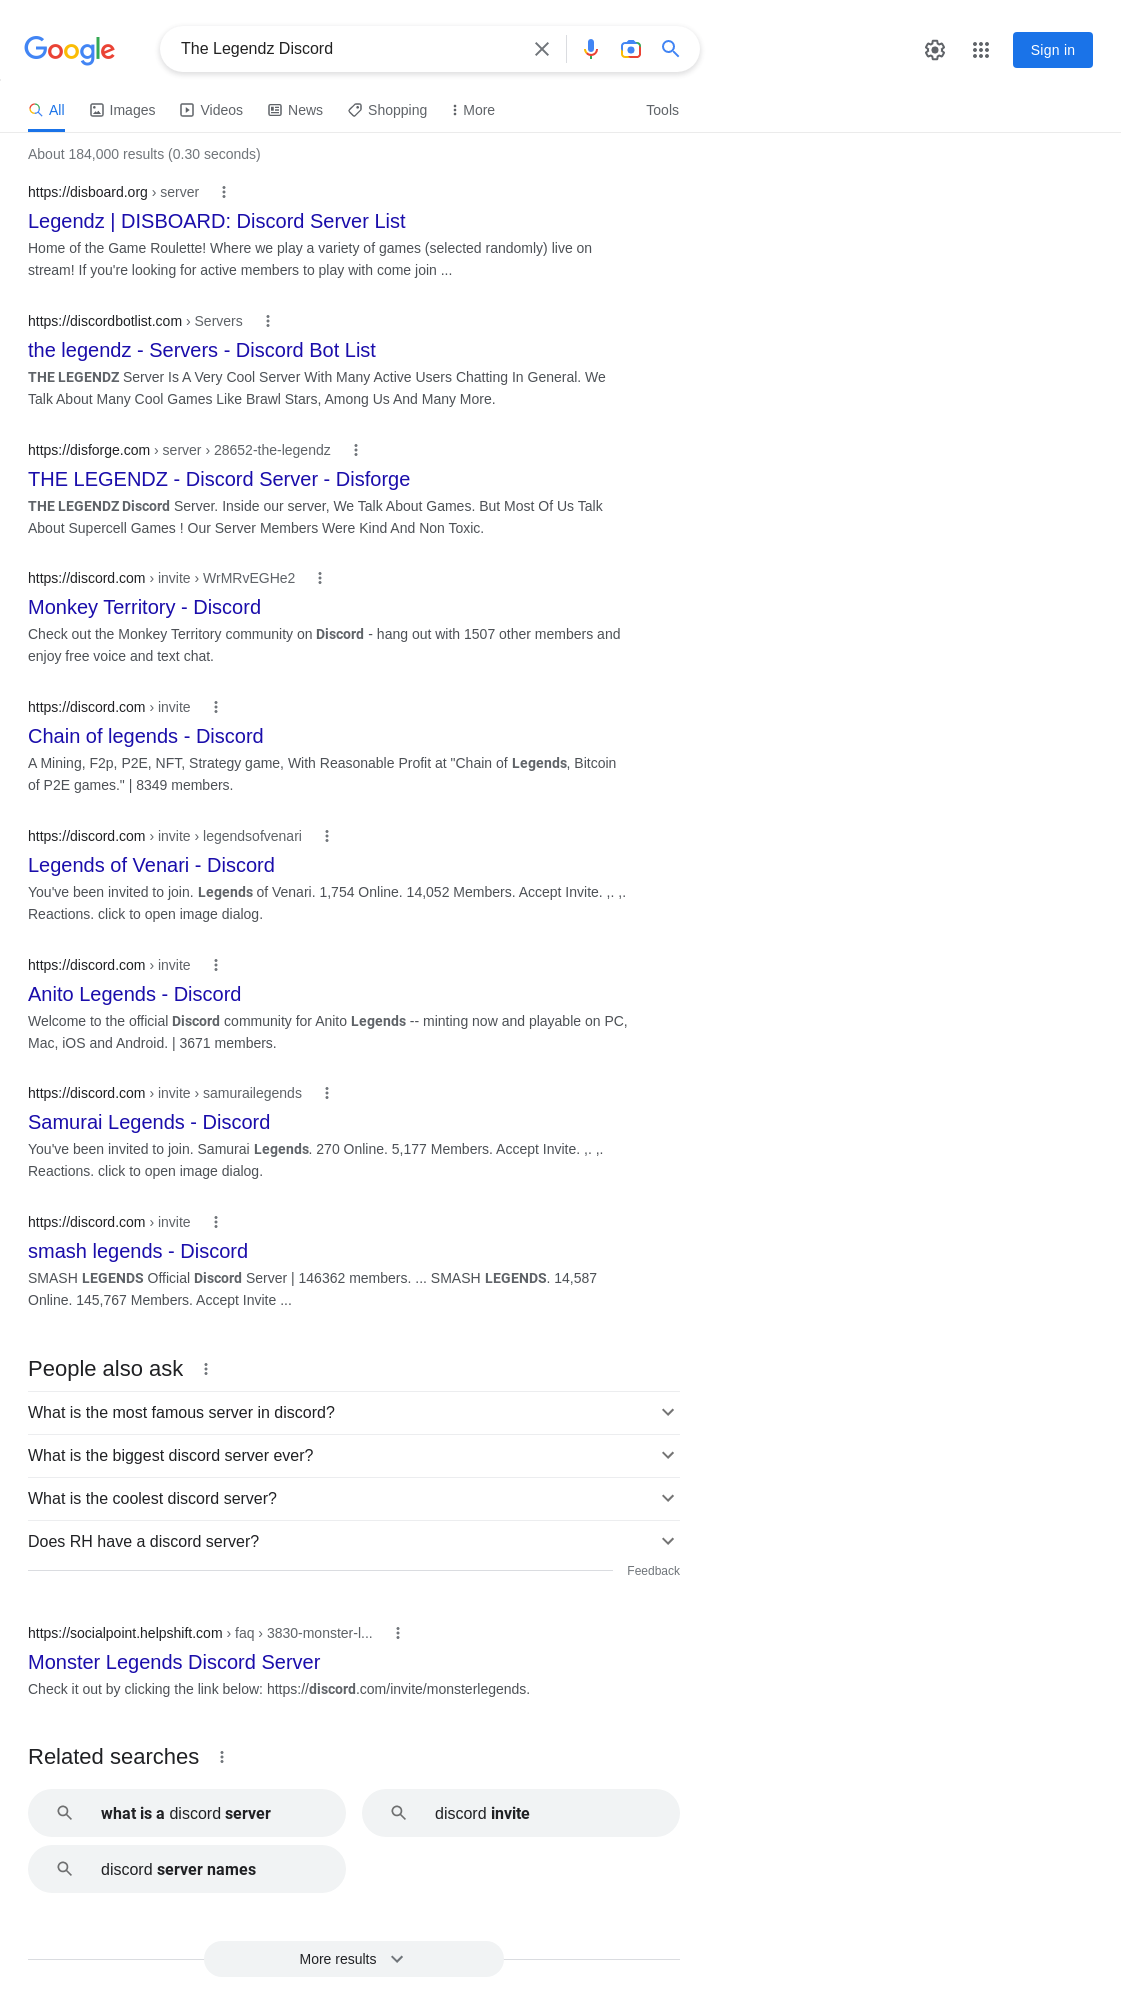 Google
The Legendz Discord
Sign in
All Images Videos News Shopping More Tools
About 184,000 results (0.30 seconds)
https://disboard.org › server
Legendz | DISBOARD: Discord Server List
Home of the Game Roulette! Where we play a variety of games (selected randomly) live on
stream! If you're looking for active members to play with come join ...
https://discordbotlist.com › Servers
the legendz - Servers - Discord Bot List
THE LEGENDZ Server Is A Very Cool Server With Many Active Users Chatting In General. We
Talk About Many Cool Games Like Brawl Stars, Among Us And Many More.
https://disforge.com › server › 28652-the-legendz
THE LEGENDZ - Discord Server - Disforge
THE LEGENDZ Discord Server. Inside our server, We Talk About Games. But Most Of Us Talk
About Supercell Games ! Our Server Members Were Kind And Non Toxic.
https://discord.com › invite › WrMRvEGHe2
Monkey Territory - Discord
Check out the Monkey Territory community on Discord - hang out with 1507 other members and
enjoy free voice and text chat.
https://discord.com › invite
Chain of legends - Discord
A Mining, F2p, P2E, NFT, Strategy game, With Reasonable Profit at "Chain of Legends, Bitcoin
of P2E games." | 8349 members.
https://discord.com › invite › legendsofvenari
Legends of Venari - Discord
You've been invited to join. Legends of Venari. 1,754 Online. 14,052 Members. Accept Invite. ,. ,.
Reactions. click to open image dialog.
https://discord.com › invite
Anito Legends - Discord
Welcome to the official Discord community for Anito Legends -- minting now and playable on PC,
Mac, iOS and Android. | 3671 members.
https://discord.com › invite › samurailegends
Samurai Legends - Discord
You've been invited to join. Samurai Legends. 270 Online. 5,177 Members. Accept Invite. ,. ,.
Reactions. click to open image dialog.
https://discord.com › invite
smash legends - Discord
SMASH LEGENDS Official Discord Server | 146362 members. ... SMASH LEGENDS. 14,587
Online. 145,767 Members. Accept Invite ...
People also ask
What is the most famous server in discord?
What is the biggest discord server ever?
What is the coolest discord server?
Does RH have a discord server?
Feedback
https://socialpoint.helpshift.com › faq › 3830-monster-l...
Monster Legends Discord Server
Check it out by clicking the link below: https://discord.com/invite/monsterlegends.
Related searches
what is a discord server
discord invite
discord server names
More results